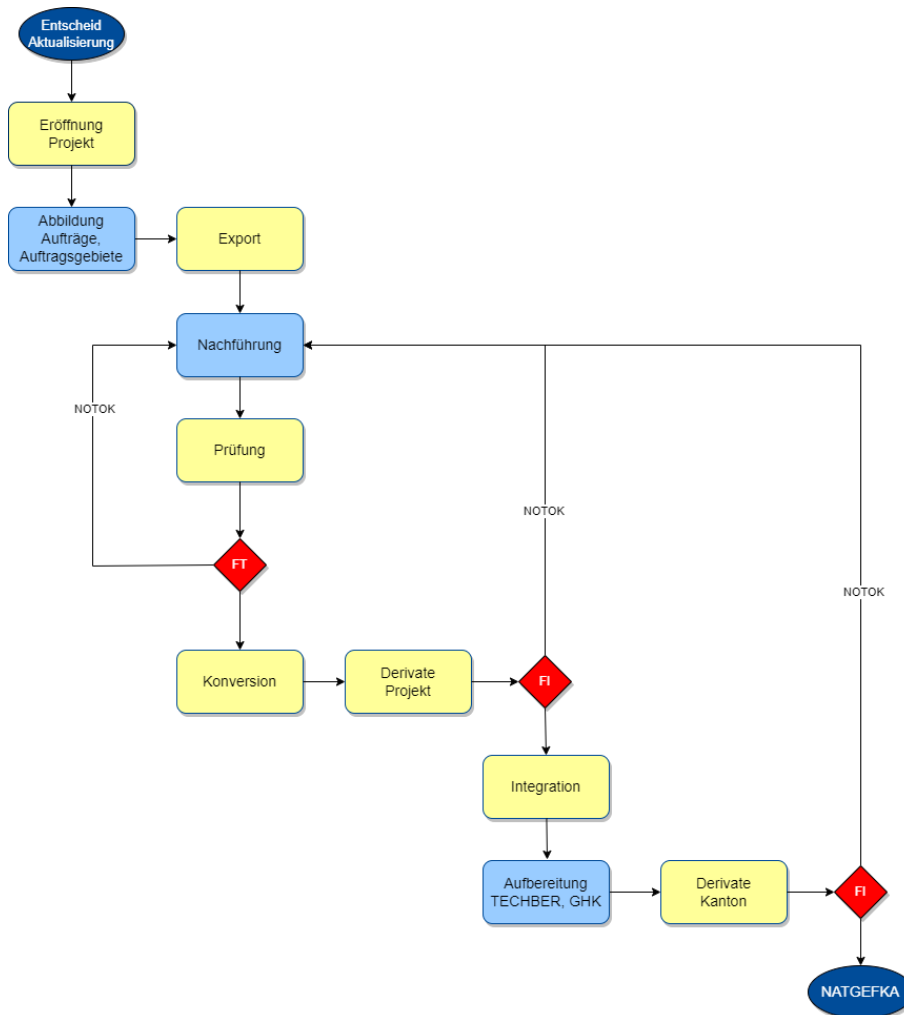 Entscheid
Aktualisierung
Eröffnung
Projekt
Abbildung
Aufträge,
Auftragsgebiete
Export
Nachführung
NOTOK
Prüfung
NOTOK
FT
NOTOK
Konversion
Derivate
Projekt
FI
Integration
Aufbereitung
TECHBER, GHK
Derivate
Kanton
FI
NATGEFKA